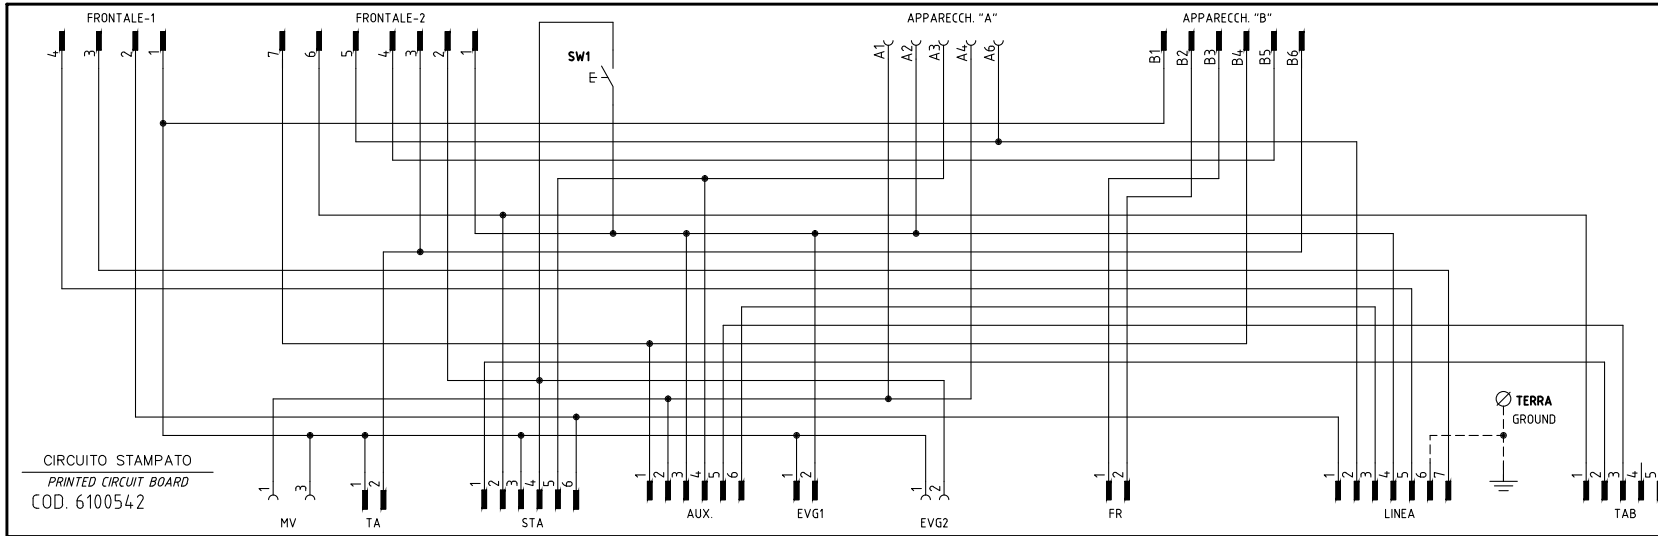 FRONTALE-1 FRONTALE-2 APPARECCH. "A" APPARECCH. "B"
4 3 2 1 7 6 5 4 3 2 1 A1 A2 A3 A4 A6 B1 B2 B3 B4 B5 B6
SW1
E
TERRA
GROUND
CIRCUITO STAMPATO
PRINTED CIRCUIT BOARD
COD. 6100542
1 3 1 2 1 2 3 4 5 6 1 2 3 4 5 6 1 2 1 2 1 2 1 2 3 4 5 6 7 1 2 3 4 5
MV TA STA AUX. EVG1 EVG2 FR LINEA TAB